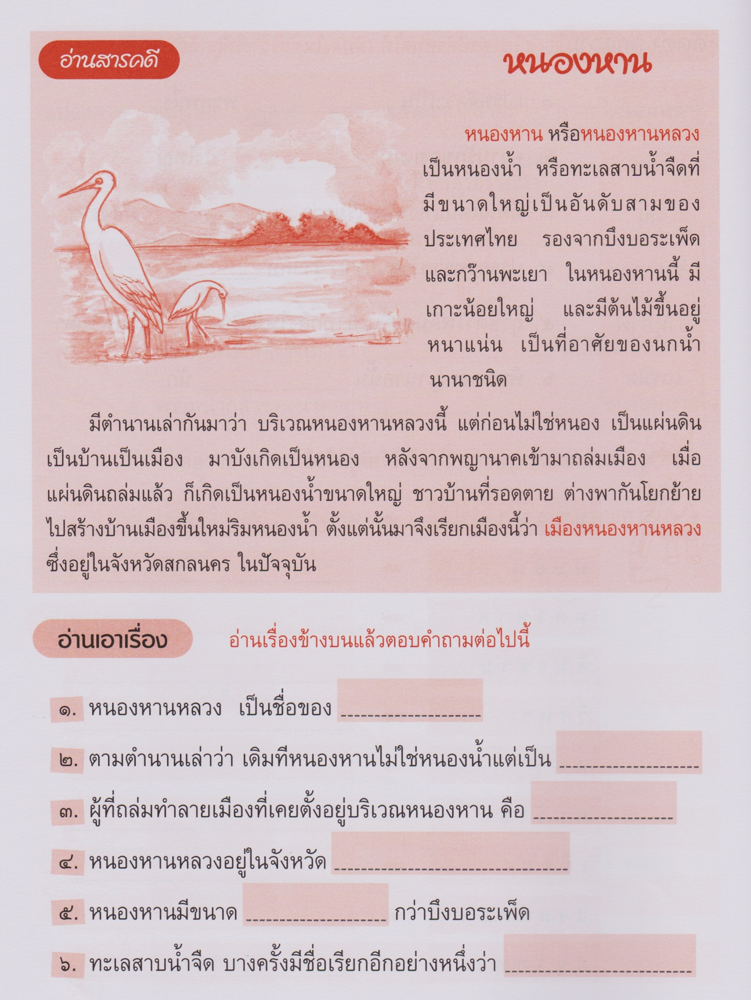 อ่านสารคดี
หนองหาน
หนองหาน หรือหนองหานหลวง
เป็นหนองน้ำ หรือทะเลสาบน้ำจืดที่
มีขนาดใหญ่เป็นอันดับสามของ
ประเทศไทย รองจากบึงบอระเพ็ด
และกว๊านพะเยา ในหนองหานนี้ มี
เกาะน้อยใหญ่ และมีต้นไม้ขึ้นอยู่
หนาแน่น เป็นที่อาศัยของนกน้ำ
นานาชนิด
มีตำนานเล่ากันมาว่า บริเวณหนองหานหลวงนี้ แต่ก่อนไม่ใช่หนอง เป็นแผ่นดิน
เป็นบ้านเป็นเมือง มาบังเกิดเป็นหนอง หลังจากพญานาคเข้ามาถล่มเมือง เมื่อ
แผ่นดินถล่มแล้ว ก็เกิดเป็นหนองน้ำขนาดใหญ่ ชาวบ้านที่รอดตาย ต่างพากันโยกย้าย
ไปสร้างบ้านเมืองขึ้นใหม่ริมหนองน้ำ ตั้งแต่นั้นมาจึงเรียกเมืองนี้ว่า เมืองหนองหานหลวง
ซึ่งอยู่ในจังหวัดสกลนคร ในปัจจุบัน
อ่านเอาเรื่อง อ่านเรื่องข้างบนแล้วตอบคำถามต่อไปนี้
๑. หนองหานหลวง เป็นชื่อของ
๒. ตามตำนานเล่าว่า เดิมทีหนองหานไม่ใช่หนองน้ำแต่เป็น
๓. ผู้ที่ถล่มทำลายเมืองที่เคยตั้งอยู่บริเวณหนองหาน คือ
๔. หนองหานหลวงอยู่ในจังหวัด
๕. หนองหานมีขนาด กว่าบึงบอระเพ็ด
๖. ทะเลสาบน้ำจืด บางครั้งมีชื่อเรียกอีกอย่างหนึ่งว่า